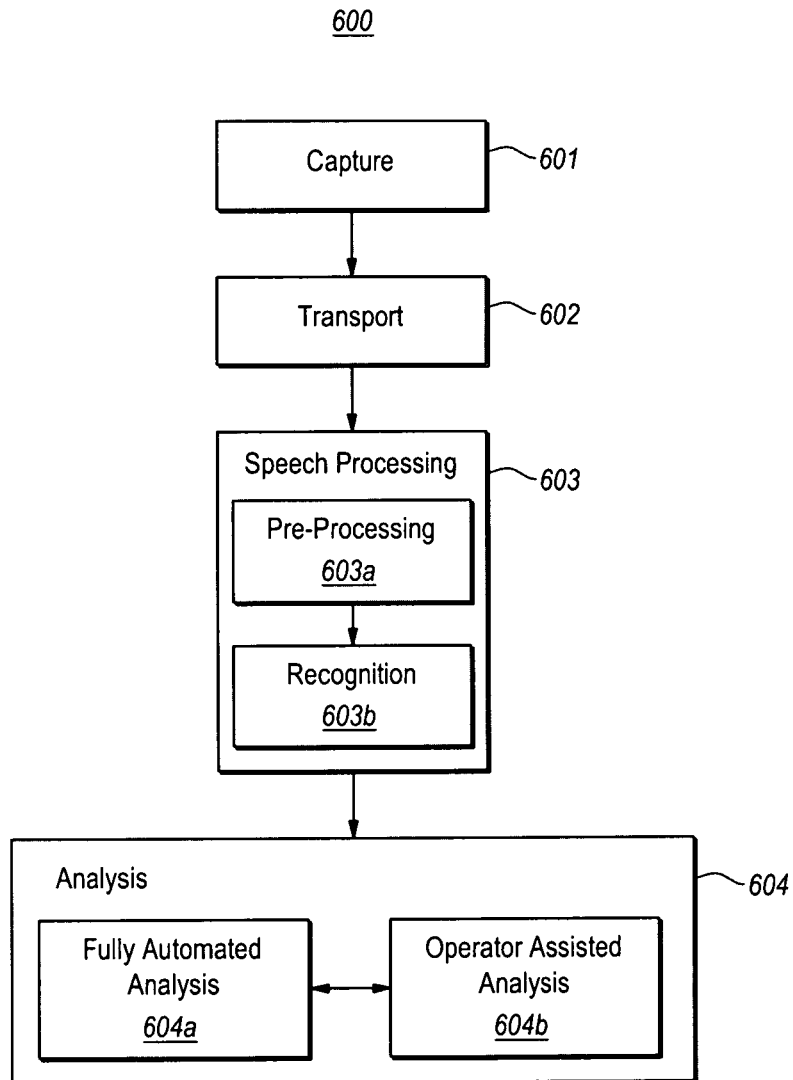 600
Capture
601
Transport
602
Speech Processing
603
Pre-Processing
603a
Recognition
603b
Analysis
604
Fully Automated
Analysis
604a
Operator Assisted
Analysis
604b